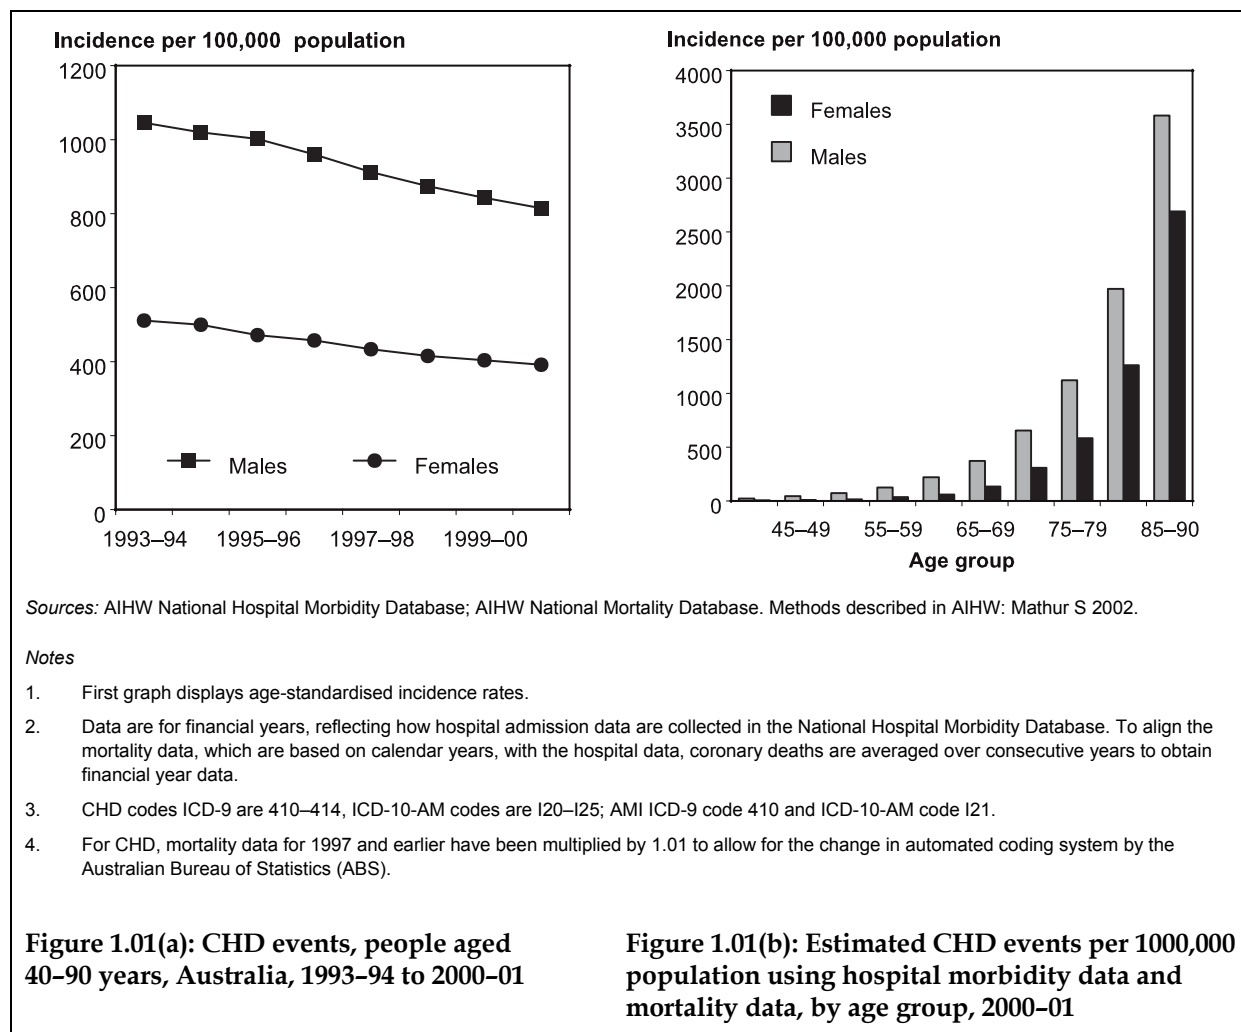 Incidence per 100,000 population
1200
1000
800
600
400
200
0
Males
Females
1993–94
1995–96
1997–98
1999–00
Incidence per 100,000 population
4000
3500
3000
2500
2000
1500
1000
500
0
Females
Males
45–49
55–59
65–69
75–79
85–90
Age group
Sources: AIHW National Hospital Morbidity Database; AIHW National Mortality Database. Methods described in AIHW: Mathur S 2002.
Notes
1. First graph displays age-standardised incidence rates.
2. Data are for financial years, reflecting how hospital admission data are collected in the National Hospital Morbidity Database. To align the
mortality data, which are based on calendar years, with the hospital data, coronary deaths are averaged over consecutive years to obtain
financial year data.
3. CHD codes ICD-9 are 410–414, ICD-10-AM codes are I20–I25; AMI ICD-9 code 410 and ICD-10-AM code I21.
4. For CHD, mortality data for 1997 and earlier have been multiplied by 1.01 to allow for the change in automated coding system by the
Australian Bureau of Statistics (ABS).
Figure 1.01(a): CHD events, people aged
40–90 years, Australia, 1993–94 to 2000–01
Figure 1.01(b): Estimated CHD events per 1000,000
population using hospital morbidity data and
mortality data, by age group, 2000–01